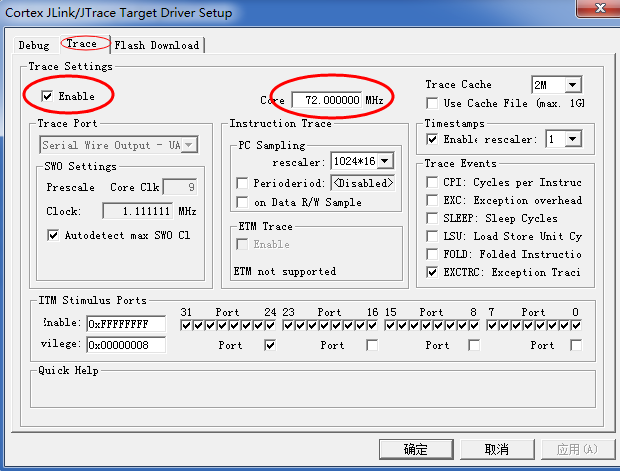 Cortex JLink/JTrace Target Driver Setup
Debug Trace Flash Download
Trace Settings
Enable
Core 72.000000 MHz
Trace Cache 2M
Use Cache File (max. 1G
Trace Port
Serial Wire Output - UA
SWO Settings
Prescale Core Clk 9
Clock: 1.111111 MHz
Autodetect max SWO Cl
Instruction Trace
PC Sampling
rescaler: 1024*16
Perioderiod: <Disabled>
on Data R/W Sample
ETM Trace
Enable
ETM not supported
Timestamps
Enable rescaler: 1
Trace Events
CPI: Cycles per Instruc
EXC: Exception overhead
SLEEP: Sleep Cycles
LSU: Load Store Unit Cy
FOLD: Folded Instructio
EXCTRC: Exception Traci
ITM Stimulus Ports
31 Port 24 23 Port 16 15 Port 8 7 Port 0
nable: 0xFFFFFFFF
vilege: 0x00000008
Port Port Port Port
Quick Help
确定 取消 应用(A)